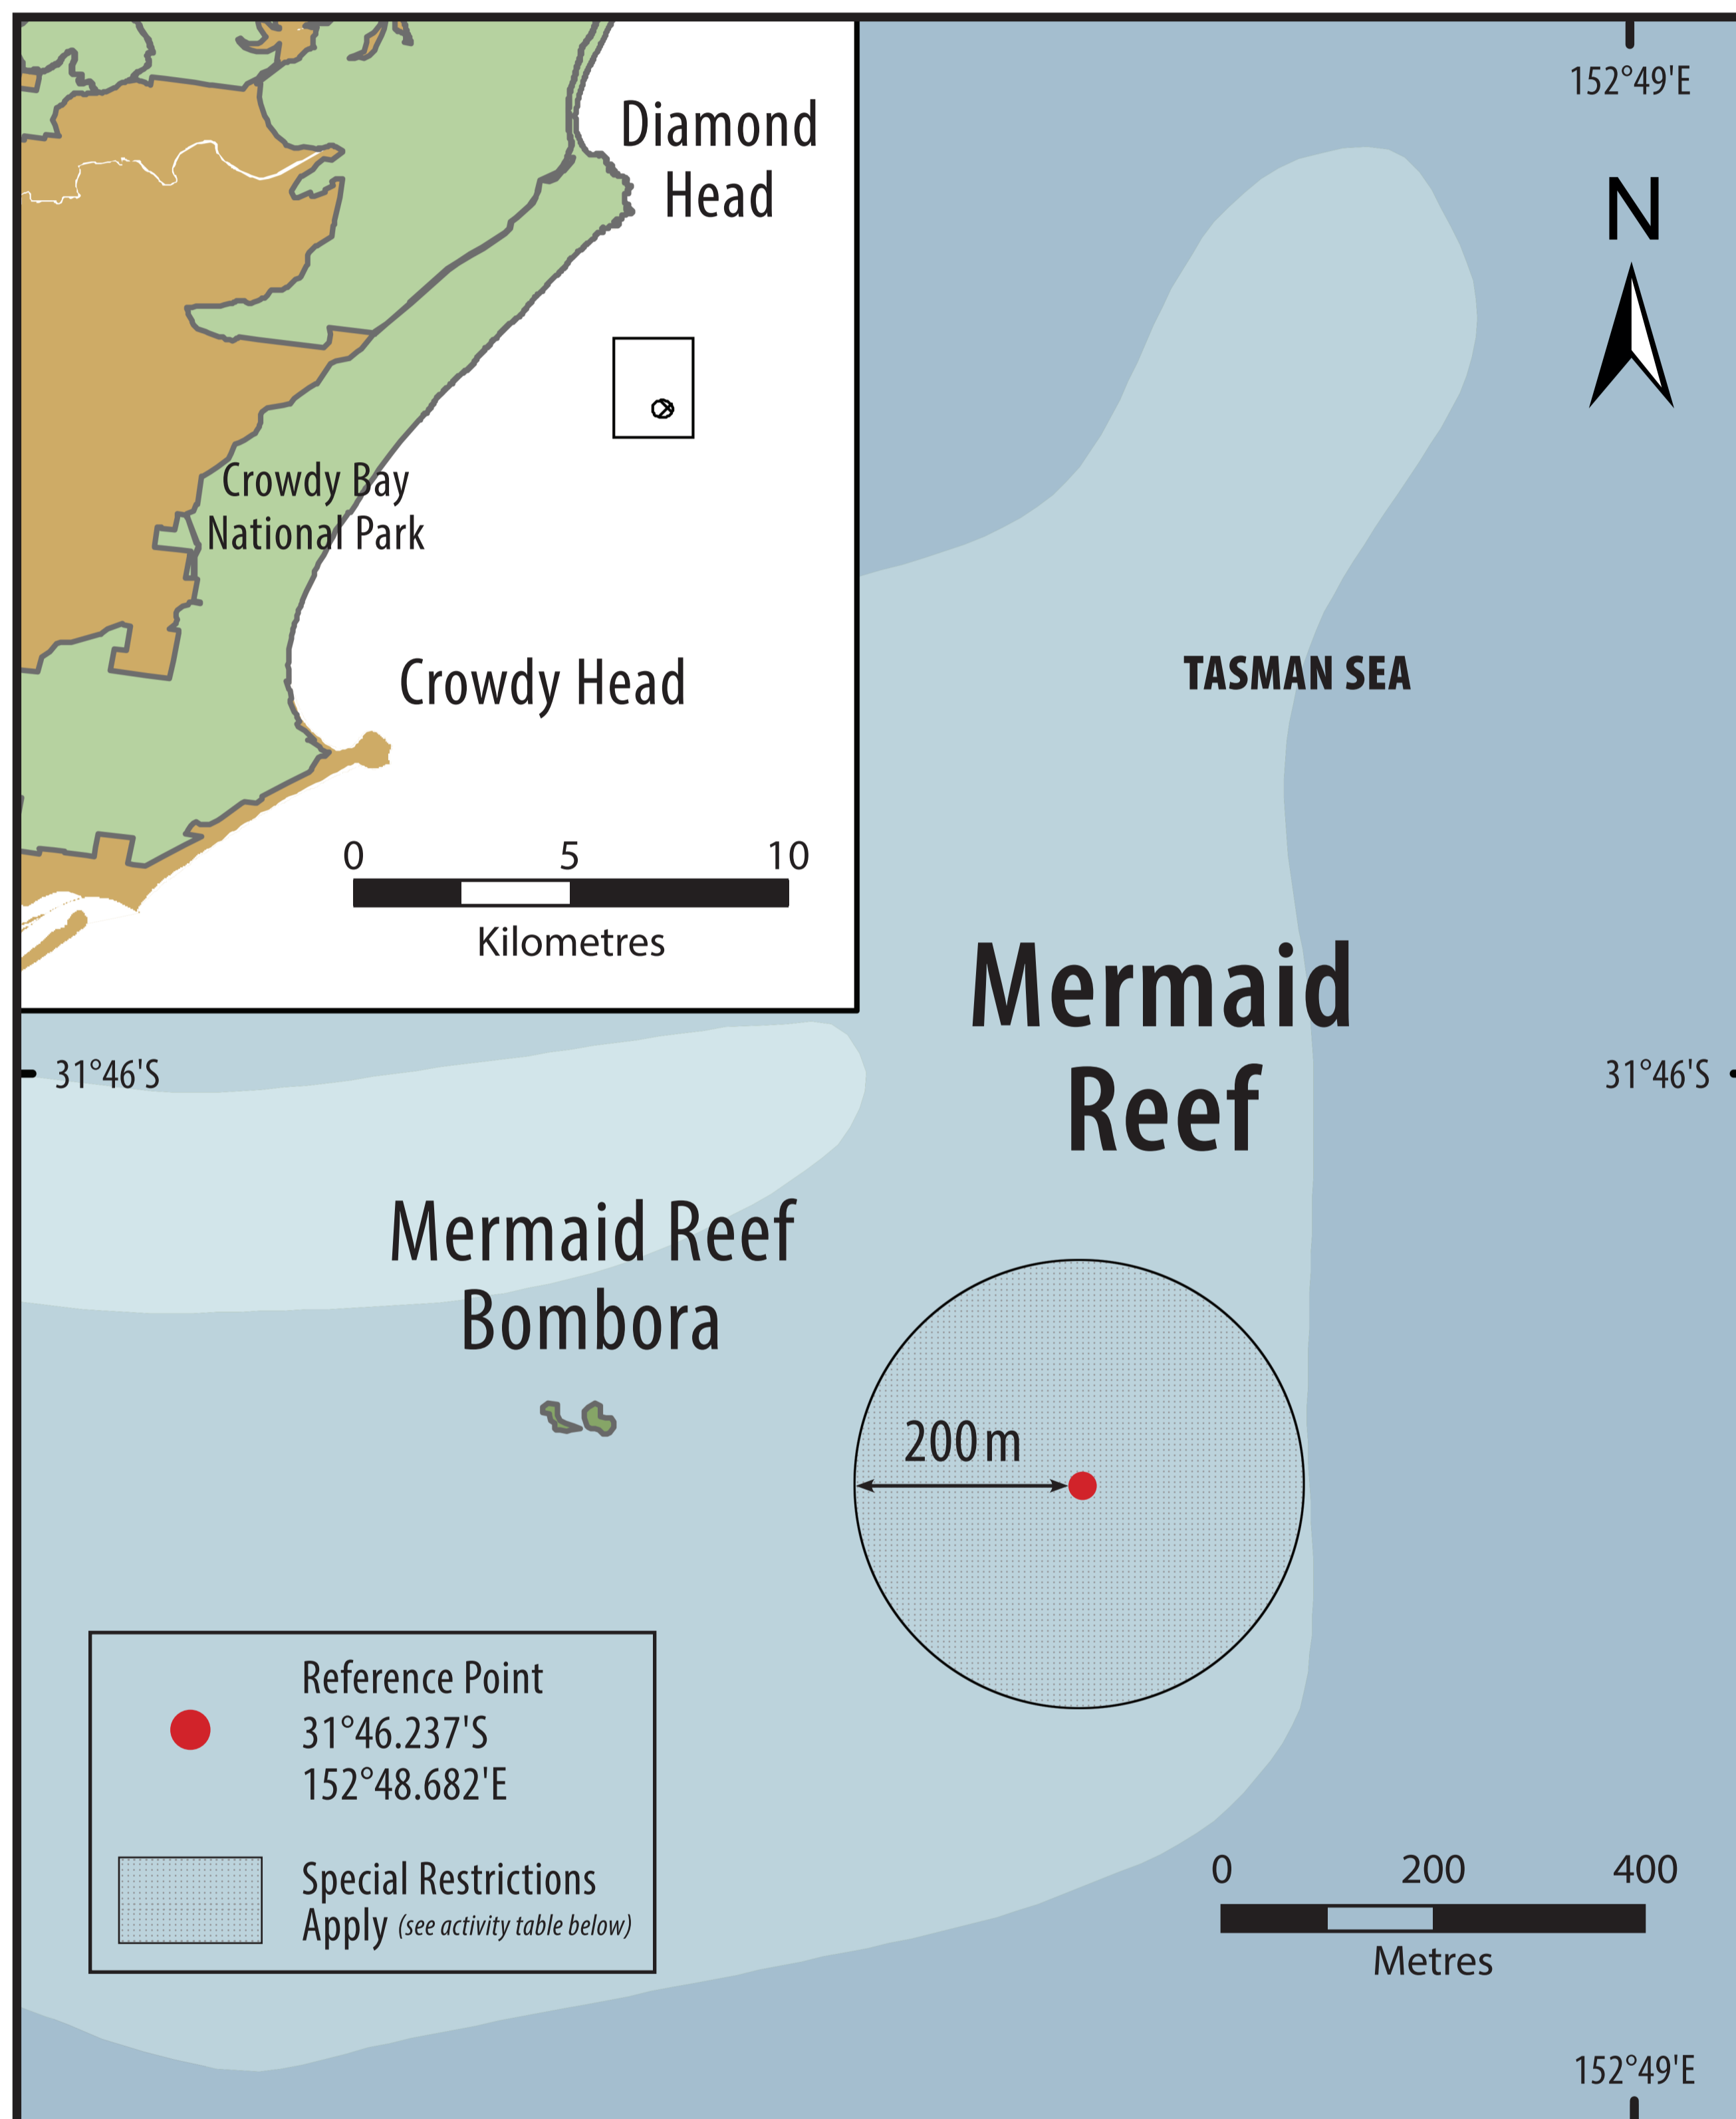 152°49'E
Diamond
Head
N
Crowdy Bay
National Park
Crowdy Head
TASMAN SEA
0 5 10
Kilometres
Mermaid
Reef
31°46'S
31°46'S
Mermaid Reef
Bombora
200m
Reference Point
31°46.237'S
152°48.682'E
Special Restrictions
Apply (see activity table below)
0 200 400
Metres
152°49'E